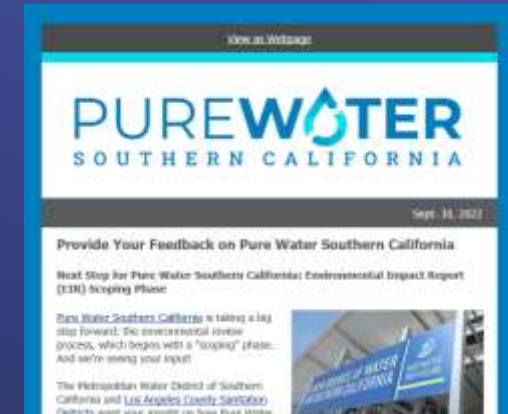 View as Webpage
PUREWATER
SOUTHERN CALIFORNIA
Sept. 2022
Provide Your Feedback on Pure Water Southern California
Next Step for Pure Water Southern California: Environmental Impact Report
(EIR) Scoping Phase
Pure Water Southern California is taking a big
step forward: the environmental review
process, which begins with a "scoping" phase.
And we're seeking your input!
The Metropolitan Water District of Southern
California and Los Angeles County Sanitation
Districts want your insight on how Pure Water
WATER
CALIFORNIA